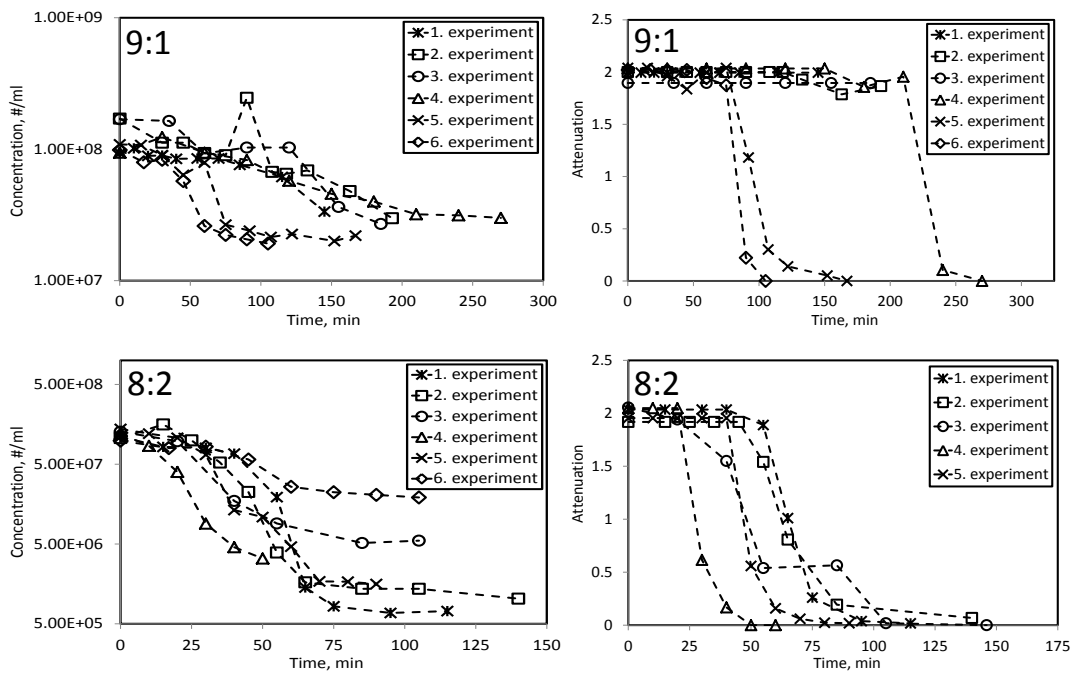 9:1
1.00E+09
1.00E+08
1.00E+07
Concentration, #/ml
0 50 100 150 200 250 300
Time, min
1. experiment
2. experiment
3. experiment
4. experiment
5. experiment
6. experiment
9:1
2.5
2
1.5
1
0.5
0
Attenuation
0 50 100 150 200 250 300
Time, min
1. experiment
2. experiment
3. experiment
4. experiment
5. experiment
6. experiment
8:2
5.00E+08
5.00E+07
5.00E+06
5.00E+05
Concentration, #/ml
0 25 50 75 100 125 150
Time, min
1. experiment
2. experiment
3. experiment
4. experiment
5. experiment
6. experiment
8:2
2.5
2
1.5
1
0.5
0
Attenuation
0 25 50 75 100 125 150 175
Time, min
1. experiment
2. experiment
3. experiment
4. experiment
5. experiment